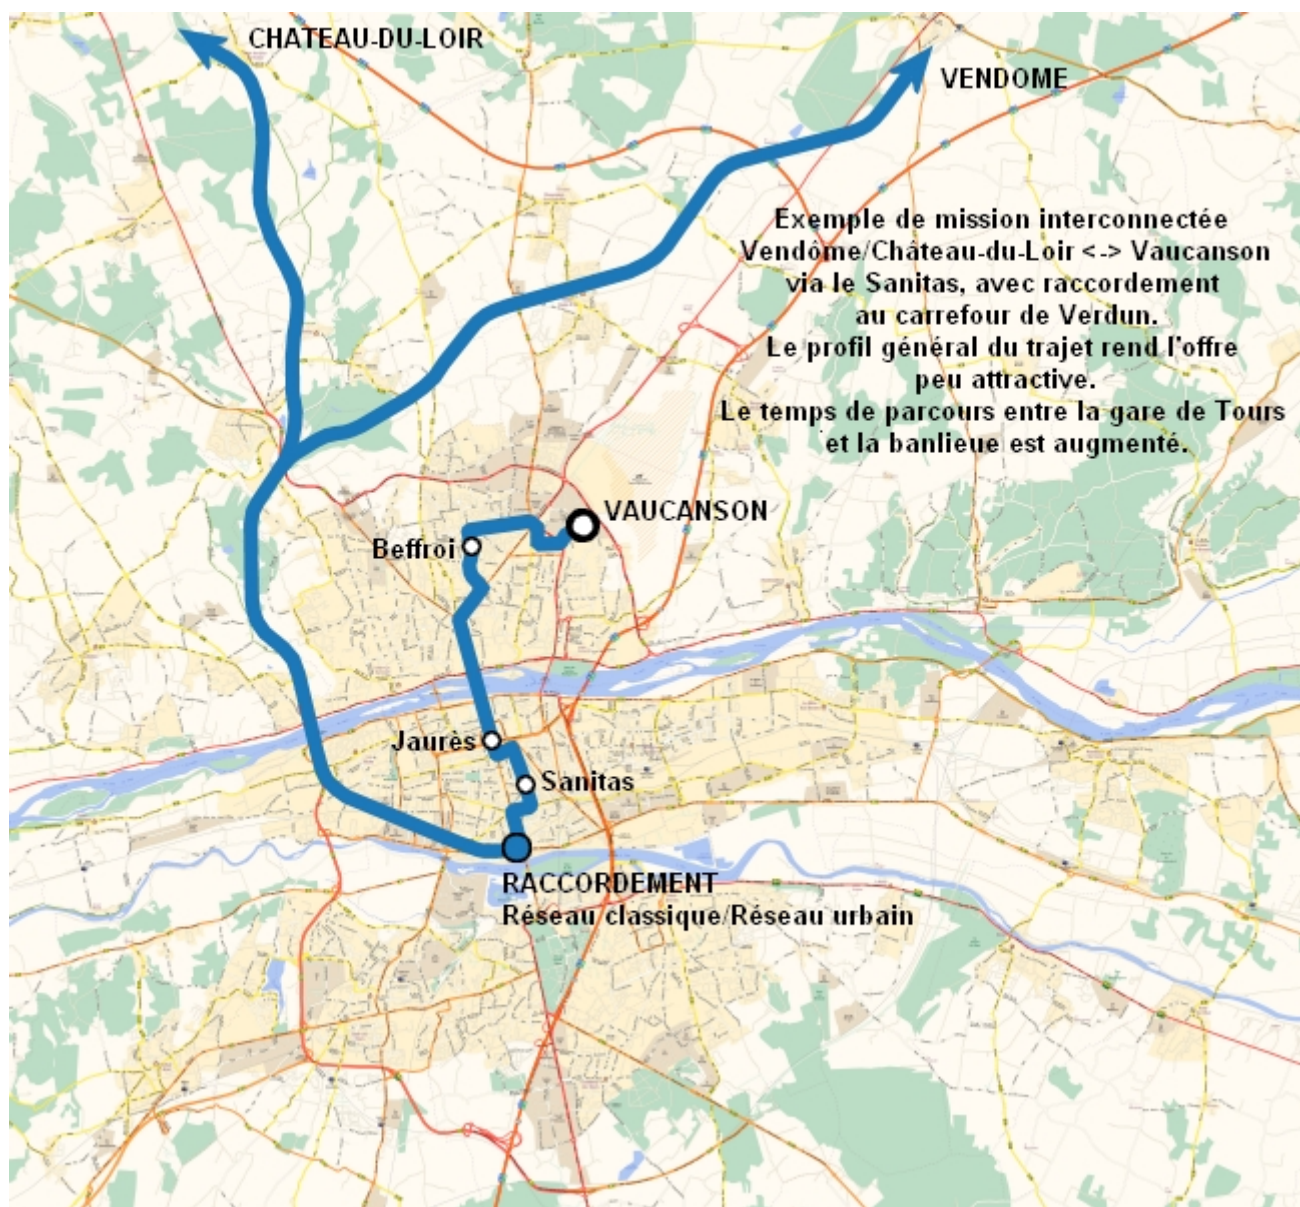 CHATEAU-DU-LOIR
VENDOME
Exemple de mission interconnectée
Vendôme/Château-du-Loir <-> Vaucanson
via le Sanitas, avec raccordement
au carrefour de Verdun.
Le profil général du trajet rend l'offre
peu attractive.
Le temps de parcours entre la gare de Tours
et la banlieue est augmenté.
VAUCANSON
Beffroi
Jaurès
Sanitas
RACCORDEMENT
Réseau classique/Réseau urbain